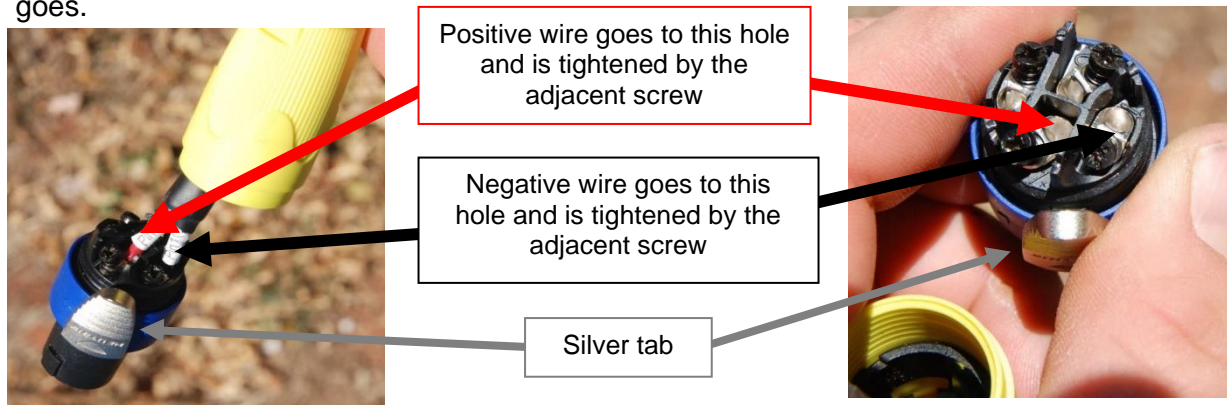 goes.
Positive wire goes to this hole
and is tightened by the
adjacent screw
Negative wire goes to this
hole and is tightened by the
adjacent screw
Silver tab